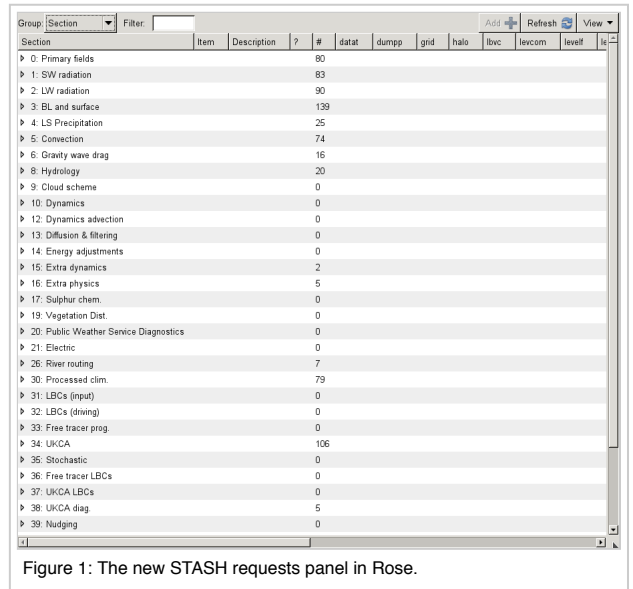 Group: Section Filter: Add Refresh View
Section Item Description ? # datat dumpp grid halo lbvc levcom levelf le
0: Primary fields 80
1: SW radiation 83
2: LW radiation 90
3: BL and surface 139
4: LS Precipitation 25
5: Convection 74
6: Gravity wave drag 16
8: Hydrology 20
9: Cloud scheme 0
10: Dynamics 0
12: Dynamics advection 0
13: Diffusion & filtering 0
14: Energy adjustments 0
15: Extra dynamics 2
16: Extra physics 5
17: Sulphur chem. 0
19: Vegetation Dist. 0
20: Public Weather Service Diagnostics 0
21: Electric 0
26: River routing 7
30: Processed clim. 79
31: LBCs (input) 0
32: LBCs (driving) 0
33: Free tracer prog. 0
34: UKCA 106
35: Stochastic 0
36: Free tracer LBCs 0
37: UKCA LBCs 0
38: UKCA diag. 5
39: Nudging 0
Figure 1: The new STASH requests panel in Rose.